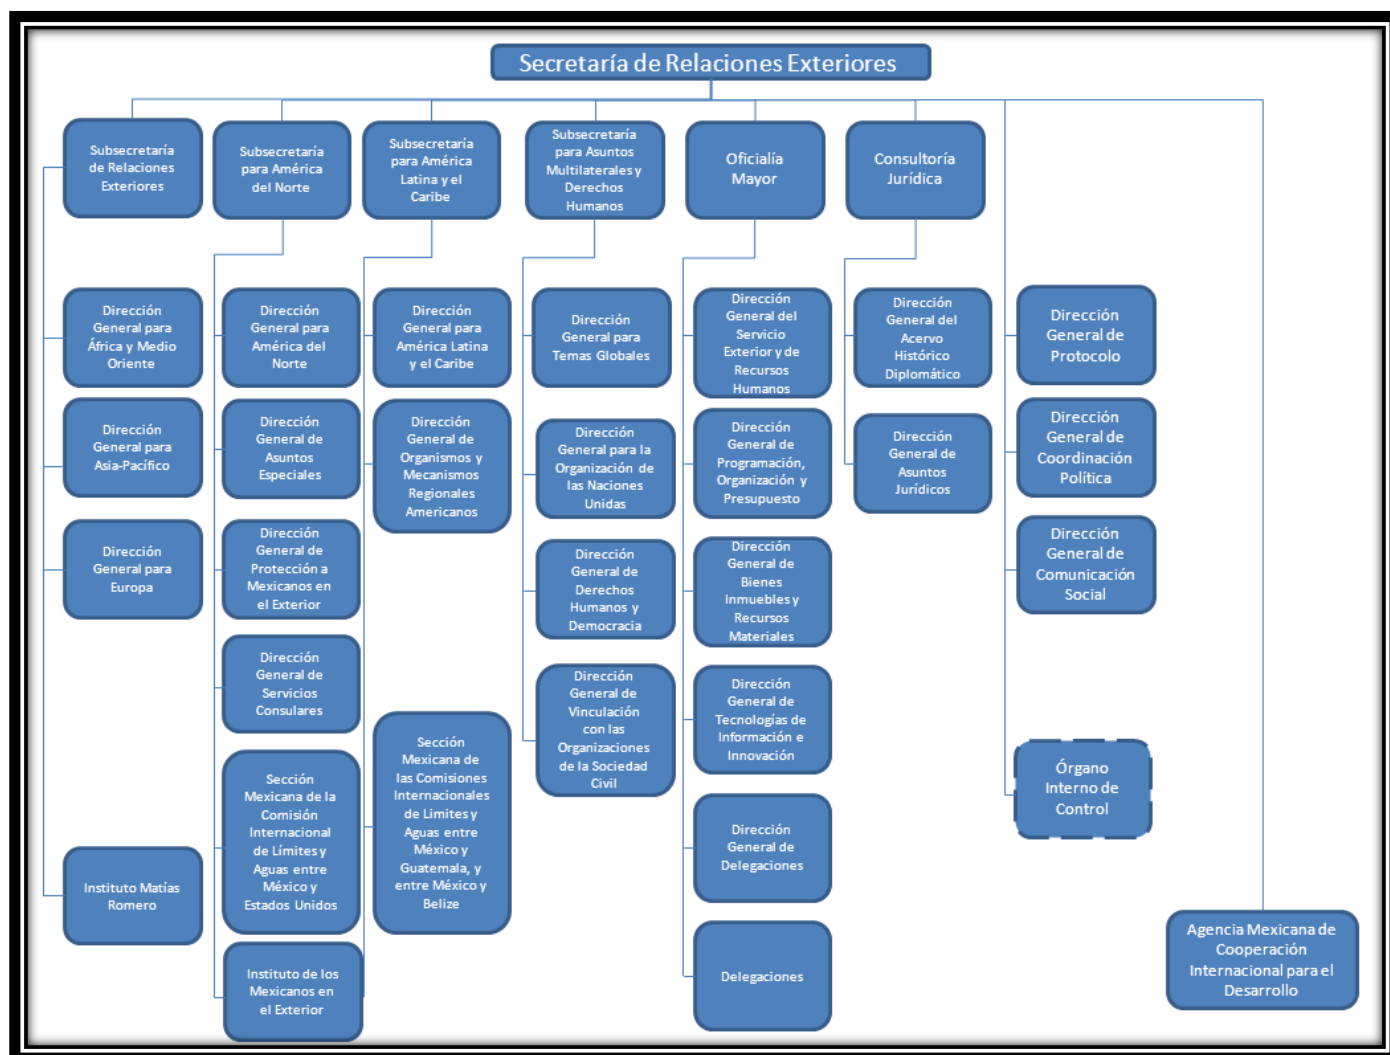 Secretaría de Relaciones Exteriores
Subsecretaría
de Relaciones
Exteriores
Subsecretaría
para América
del Norte
Subsecretaría
para América
Latina y el
Caribe
Subsecretaría
para Asuntos
Multilaterales y
Derechos
Humanos
Oficialía
Mayor
Consultoría
Jurídica
Dirección
General para
África y Medio
Oriente
Dirección
General para
Asia-Pacífico
Dirección
General para
Europa
Instituto Matías
Romero
Dirección
General para
América del
Norte
Dirección
General de
Asuntos
Especiales
Dirección
General de
Protección a
Mexicanos en
el Exterior
Dirección
General de
Servicios
Consulares
Sección
Mexicana de la
Comisión
Internacional
de Límites y
Aguas entre
México y
Estados Unidos
Instituto de los
Mexicanos en
el Exterior
Dirección
General para
América Latina
y el Caribe
Dirección
General de
Organismos y
Mecanismos
Regionales
Americanos
Sección
Mexicana de
las Comisiones
Internacionales
de Limites y
Aguas entre
México y
Guatemala, y
entre México y
Belize
Dirección
General para
Temas Globales
Dirección
General para la
Organización de
las Naciones
Unidas
Dirección
General de
Derechos
Humanos y
Democracia
Dirección
General de
Vinculación
con las
Organizaciones
de la Sociedad
Civil
Dirección
General del
Servicio
Exterior y de
Recursos
Humanos
Dirección
General de
Programación,
Organización y
Presupuesto
Dirección
General de
Bienes
Inmuebles y
Recursos
Materiales
Dirección
General de
Tecnologías de
Información e
Innovación
Dirección
General de
Delegaciones
Delegaciones
Dirección
General del
Acervo
Histórico
Diplomático
Dirección
General de
Asuntos
Jurídicos
Dirección
General de
Protocolo
Dirección
General de
Coordinación
Política
Dirección
General de
Comunicación
Social
Órgano
Interno de
Control
Agencia Mexicana de
Cooperación
Internacional para el
Desarrollo